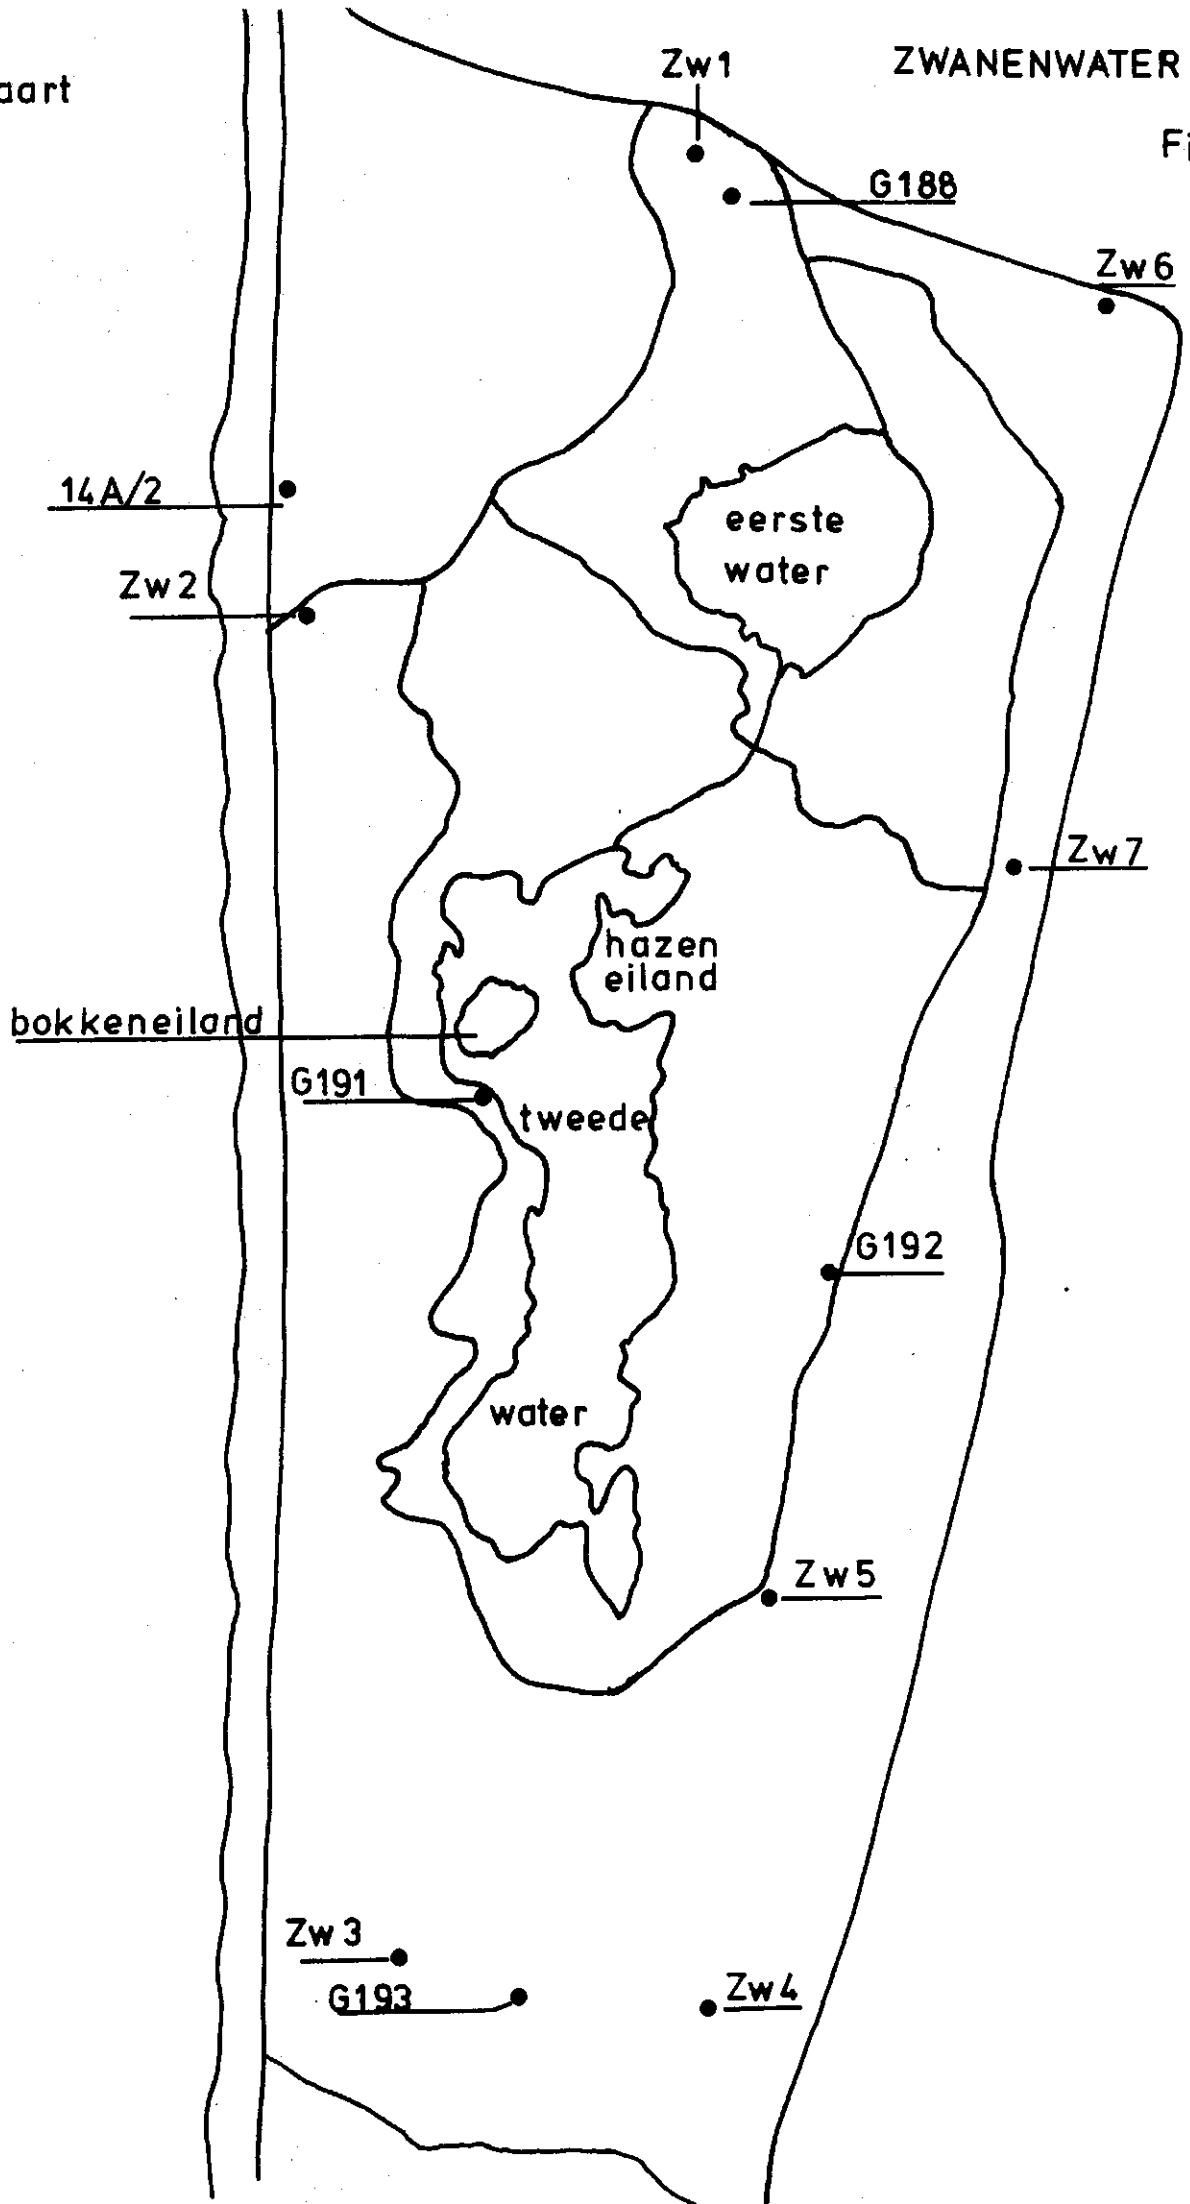 aart
ZWANENWATER
Fi
Zw1
G188
Zw6
14A/2
Zw2
eerste
water
Zw7
hazen
eiland
bokkeneiland
G191
tweede
G192
water
Zw5
Zw3
G193
Zw4